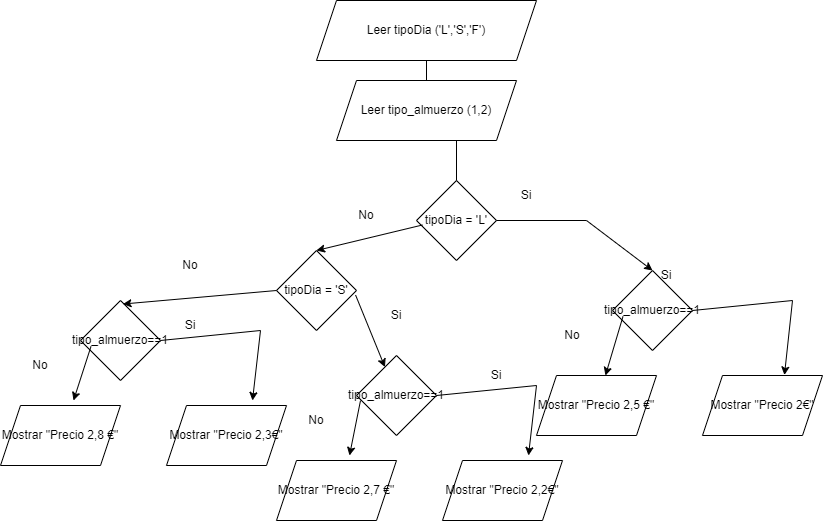 Leer tipoDia ('L','S','F')
Leer tipo_almuerzo (1,2)
Si
No
tipoDia = 'L'
No
Si
tipoDia = 'S'
tipo_almuerzo==1
Si
Si
No
tipo_almuerzo==1
No
Si
tipo_almuerzo==1
Mostrar "Precio 2,5 €"
Mostrar "Precio 2€"
No
Mostrar "Precio 2,8 €"
Mostrar "Precio 2,3€"
Mostrar "Precio 2,7 €"
Mostrar "Precio 2,2€"